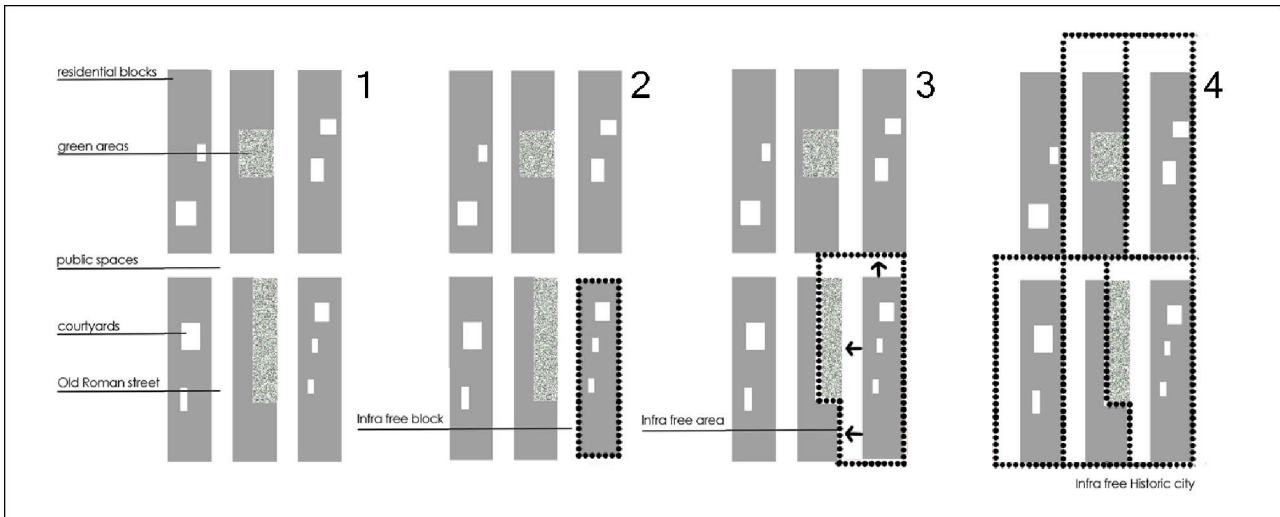 residential blocks
1
2
3
4
green areas
public spaces
courtyards
Old Roman street
Infra free block
Infra free area
Infra free Historic city